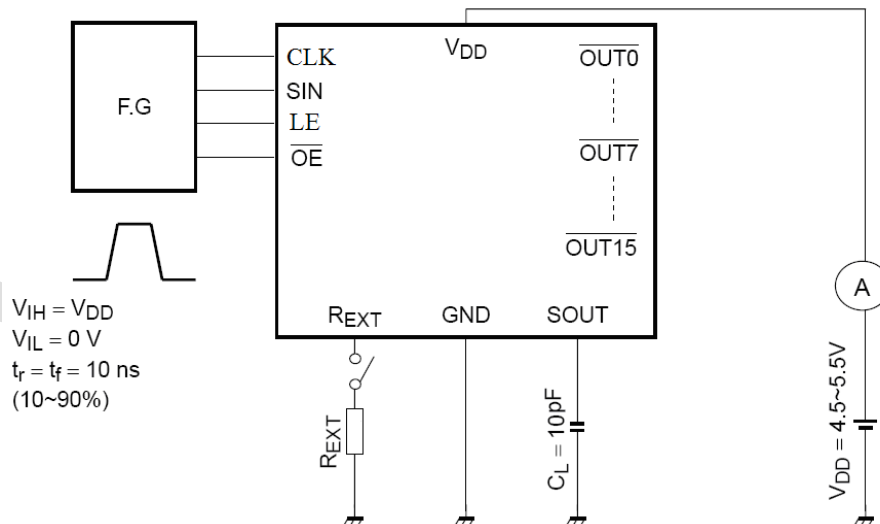 F.G
CLK
SIN
LE
OE
VDD
OUT0
OUT7
OUT15
REXT
GND
SOUT
A
VIH = VDD
VIL = 0 V
tr = tf = 10 ns
(10~90%)
REXT
CL = 10pF
VDD = 4.5~5.5V